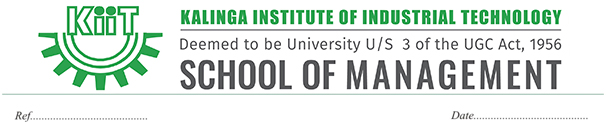 KiiT
KALINGA INSTITUTE OF INDUSTRIAL TECHNOLOGY
Deemed to be University U/S 3 of the UGC Act, 1956
SCHOOL OF MANAGEMENT
Ref.......................................... Date..........................................